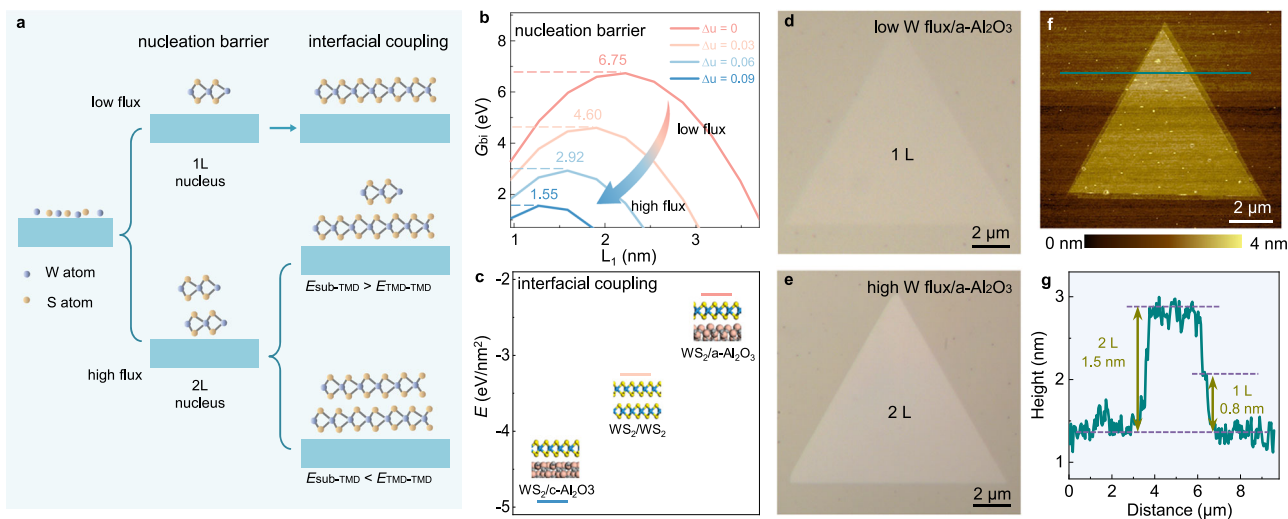 a
nucleation barrier
interfacial coupling
low flux
1L
nucleus
W atom
S atom
Esub-TMD > ETMD-TMD
high flux
2L
nucleus
Esub-TMD < ETMD-TMD
b
nucleation barrier
Δu = 0
Δu = 0.03
Δu = 0.06
Δu = 0.09
6.75
4.60
2.92
1.55
low flux
high flux
8
6
4
2
Gbi (eV)
1
2
3
L₁ (nm)
c
interfacial coupling
-2
-3
-4
-5
E (eV/nm²)
WS₂/a-Al₂O₃
WS₂/WS₂
WS₂/c-Al₂O3
d
low W flux/a-Al₂O₃
1 L
2 μm
e
high W flux/a-Al₂O₃
2 L
2 μm
f
2 μm
0 nm
4 nm
g
3
2
1
Height (nm)
2 L
1.5 nm
1 L
0.8 nm
0
2
4
6
8
Distance (μm)